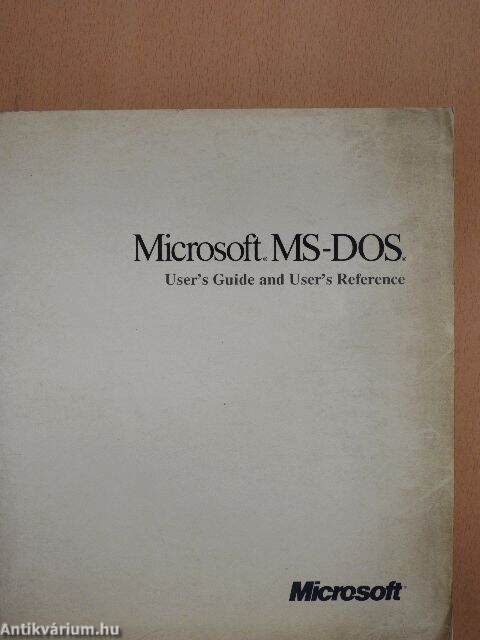 Microsoft® MS-DOS®
User's Guide and User's Reference
Microsoft
Antikvárium.hu